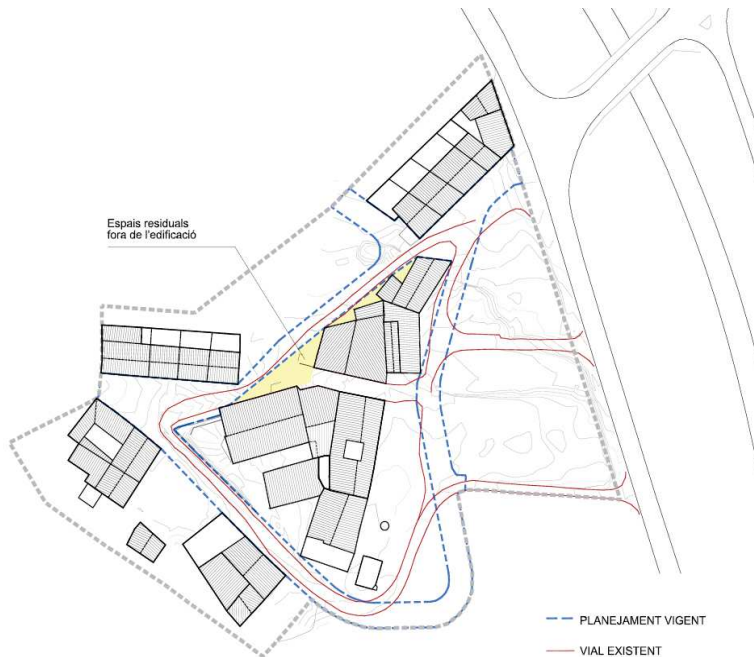 Espais residuals
fora de l'edificació
PLANEJAMENT VIGENT
VIAL EXISTENT